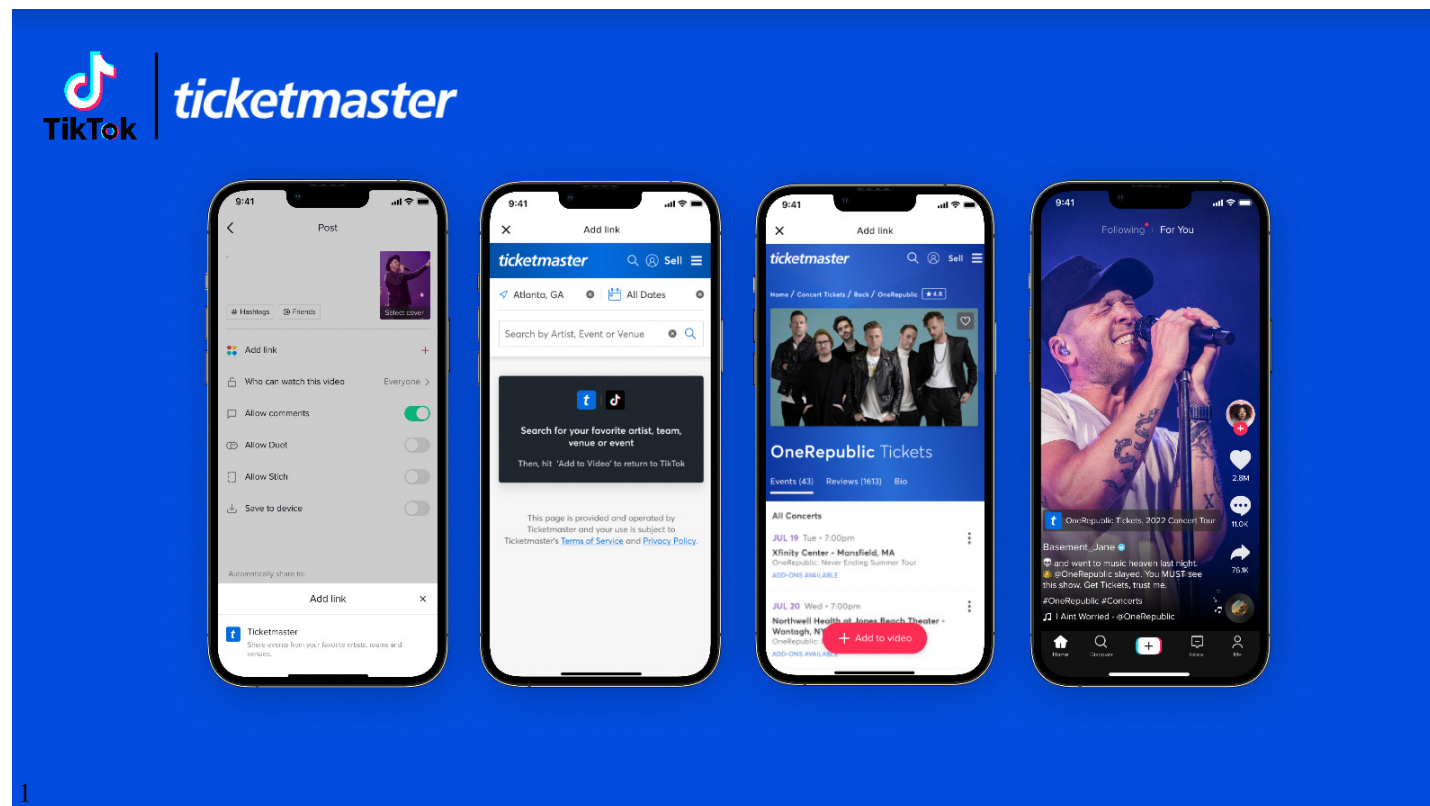 TikTok
ticketmaster
9:41
Post
# Hashtags
@ Friends
Select cover
Add link
Who can watch this video
Everyone
Allow comments
Allow Duet
Allow Stich
Save to device
Automatically share to:
Add link
Ticketmaster
Share events from your favorite artists, teams and
venues.
9:41
Add link
ticketmaster
Sell
Atlanta, GA
All Dates
Search by Artist, Event or Venue
t
Search for your favorite artist, team,
venue or event
Then, hit 'Add to Video' to return to TikTok
This page is provided and operated by
Ticketmaster and your use is subject to
Ticketmaster's Terms of Service and Privacy Policy.
9:41
Add link
ticketmaster
Sell
Home / Concert Tickets / Rock / OneRepublic ★4.8
OneRepublic Tickets
Events (43) Reviews (1613) Bio
All Concerts
JUL 19 Tue • 7:00pm
Xfinity Center - Mansfield, MA
OneRepublic: Never Ending Summer Tour
ADD-ONS AVAILABLE
JUL 20 Wed • 7:00pm
Northwell Health at Jones Beach Theater -
Wantagh, NY
OneRepublic:
ADD-ONS AVAILABLE
+ Add to video
9:41
Following
For You
2.8M
11.0K
76.1K
t OneRepublic Tickets. 2022 Concert Tour
Basement_Jane
and went to music heaven last night.
@OneRepublic slayed. You MUST see
this show. Get Tickets, trust me.
#OneRepublic #Concerts
I Aint Worried - @OneRepublic
Home
Discover
Inbox
Me
1